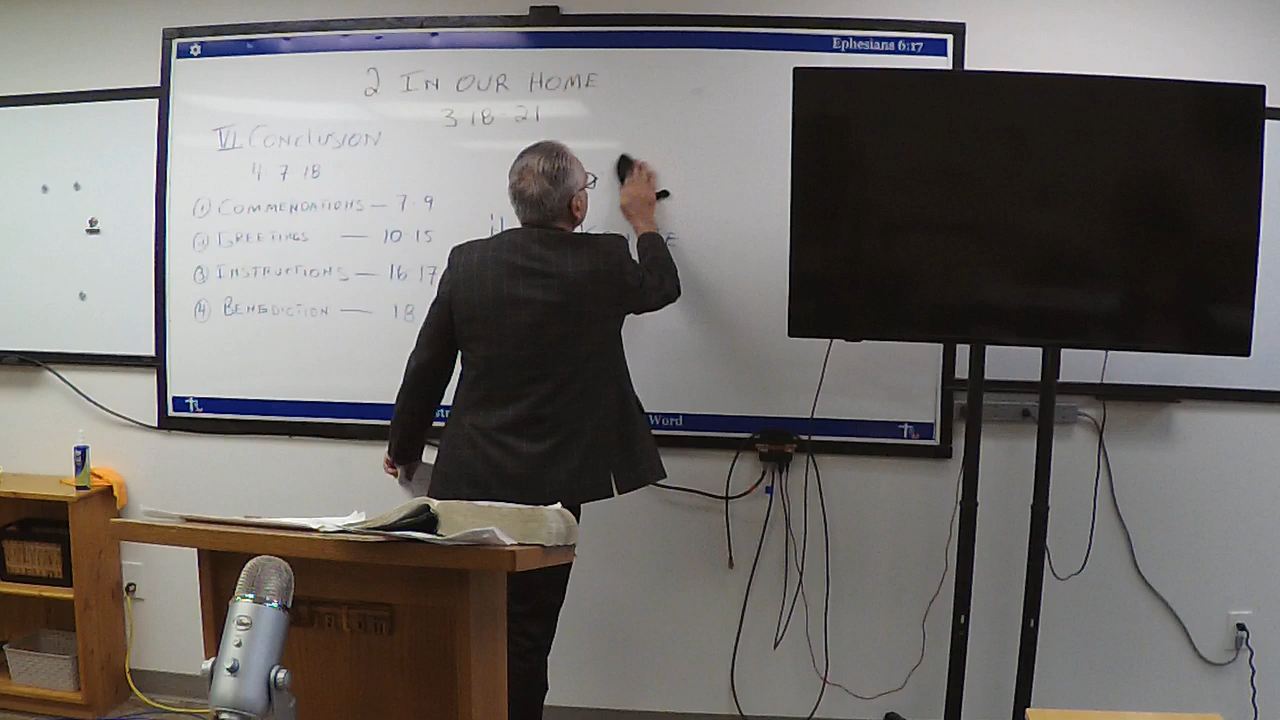 Ephesians 6:17
2 IN OUR HOME
3 18-21
VI CONCLUSION
4 7 18
① COMMENDATIONS — 7-9
② GREETINGS — 10-15
③ INSTRUCTIONS — 16-17
④ BENEDICTION — 18
Word